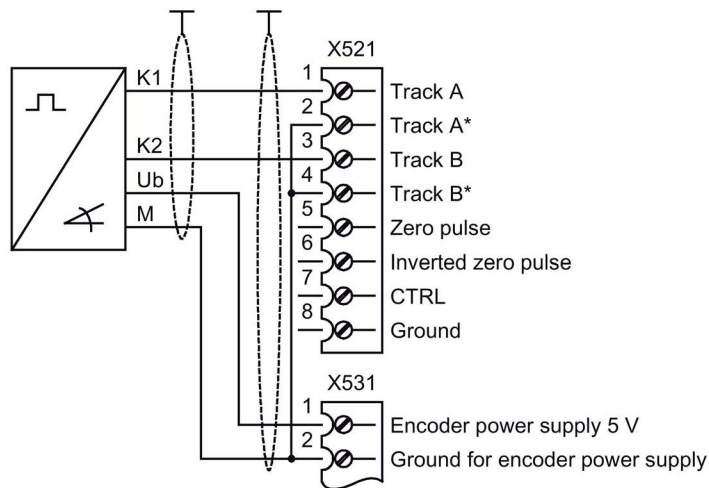 X521
K1
1
Track A
2
Track A*
K2
3
Track B
Ub
4
Track B*
M
5
Zero pulse
6
Inverted zero pulse
7
CTRL
8
Ground
X531
1
Encoder power supply 5 V
2
Ground for encoder power supply